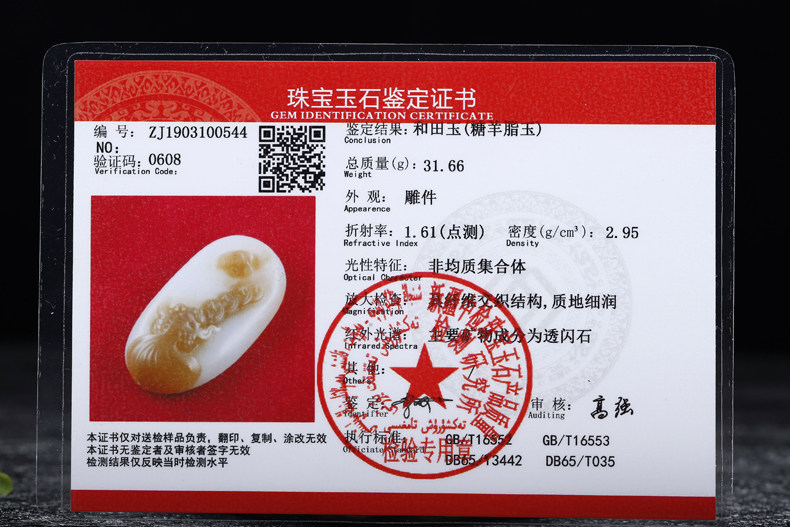 珠宝玉石鉴定证书
GEM IDENTIFICATION CERTIFICATE
编 号: ZJ1903100544
NO:
验证码: 0608
Verification Code:
鉴定结果: 和田玉(糖羊脂玉)
Conclusion
总质量(g): 31.66
Weight
外 观: 雕件
Appearence
折射率: 1.61(点测) 密度(g/cm³): 2.95
Refractive Index Density
光性特征: 非均质集合体
Optical Character
放大检查: 纤维交织结构,质地细润
Magnification
红外光谱: 主要矿物成分为透闪石
Infrared Spectra
其 他:
Others
鉴 定: 审 核: 高强
Identifier Auditing
执行标准: GB/T16552 GB/T16553
DB65/T3442 DB65/T035
本证书仅对送检样品负责,翻印、复制、涂改无效
本证书无鉴定者及审核者签字无效
检测结果仅反映当时检测水平
检验专用章